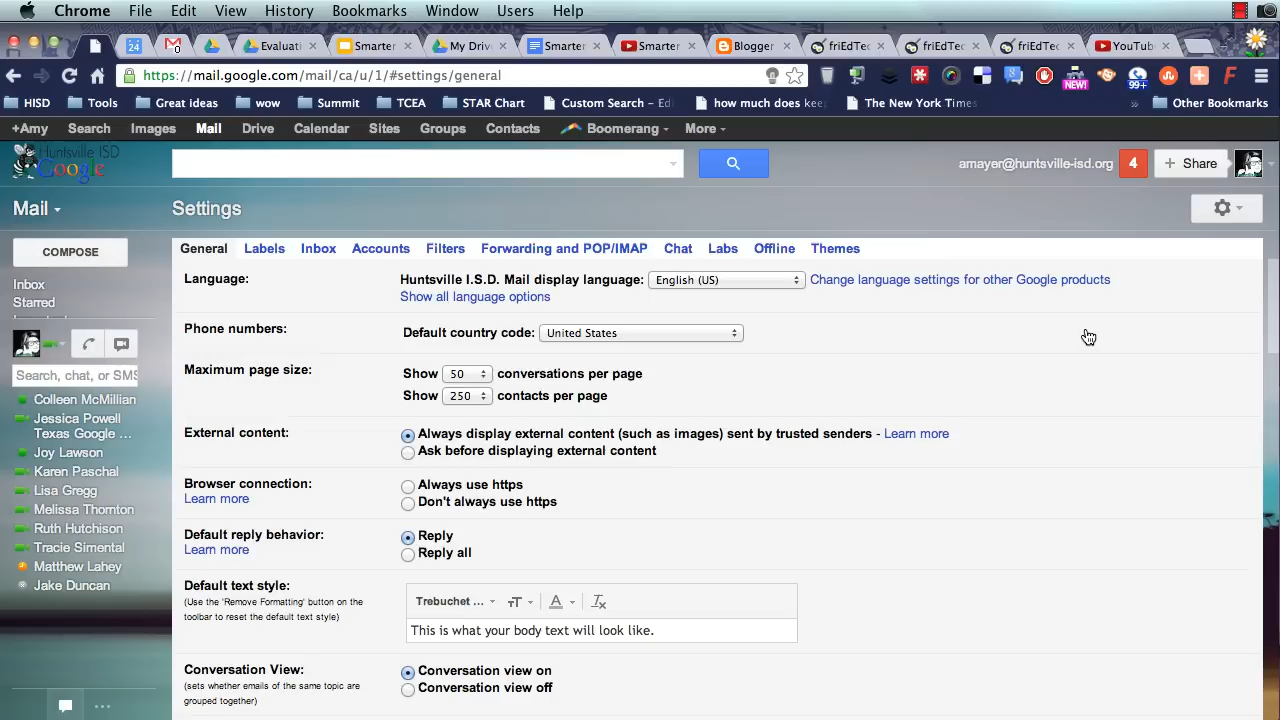 Chrome File Edit View History Bookmarks Window Users Help
24 Evaluati Smarter My Driv Smarter Smarter Blogger friEdTec friEdTec friEdTec YouTub
https://mail.google.com/mail/ca/u/1/#settings/general
NEW! 99+
HISD Tools Great ideas wow Summit TCEA STAR Chart Custom Search – Ed how much does kee The New York Times » Other Bookmarks
+Amy Search Images Mail Drive Calendar Sites Groups Contacts Boomerang More
Huntsville ISD
Google
amayer@huntsville-isd.org 4 + Share
Mail Settings
COMPOSE
General Labels Inbox Accounts Filters Forwarding and POP/IMAP Chat Labs Offline Themes
Inbox
Starred
Search, chat, or SMS
Colleen McMillian
Jessica Powell
Texas Google ...
Joy Lawson
Karen Paschal
Lisa Gregg
Melissa Thornton
Ruth Hutchison
Tracie Simental
Matthew Lahey
Jake Duncan
Language: Huntsville I.S.D. Mail display language: English (US) Change language settings for other Google products
Show all language options
Phone numbers: Default country code: United States
Maximum page size: Show 50 conversations per page
Show 250 contacts per page
External content: Always display external content (such as images) sent by trusted senders - Learn more
Ask before displaying external content
Browser connection: Always use https
Learn more Don't always use https
Default reply behavior: Reply
Learn more Reply all
Default text style:
(Use the 'Remove Formatting' button on the
toolbar to reset the default text style)
Trebuchet ... TT A Tx
This is what your body text will look like.
Conversation View: Conversation view on
(sets whether emails of the same topic are
grouped together)
Conversation view off